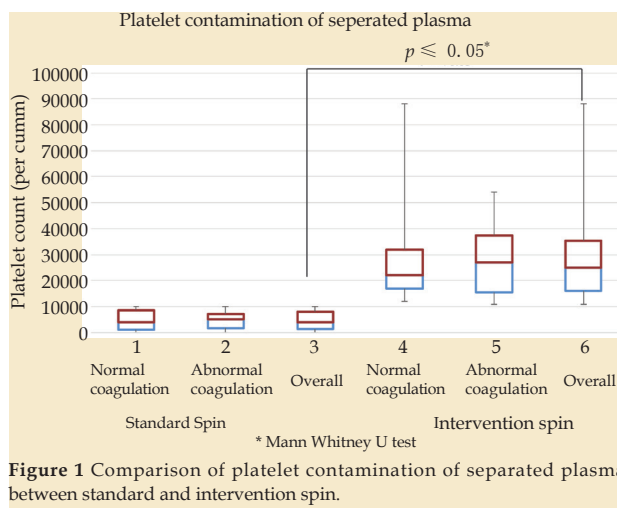 Platelet contamination of seperated plasma
p ≤ 0.05*
Platelet count (per cumm)
100000
90000
80000
70000
60000
50000
40000
30000
20000
10000
0
1 2 3 4 5 6
Normal coagulation Abnormal coagulation Overall Normal coagulation Abnormal coagulation Overall
Standard Spin Intervention spin
* Mann Whitney U test
Figure 1 Comparison of platelet contamination of separated plasma
between standard and intervention spin.